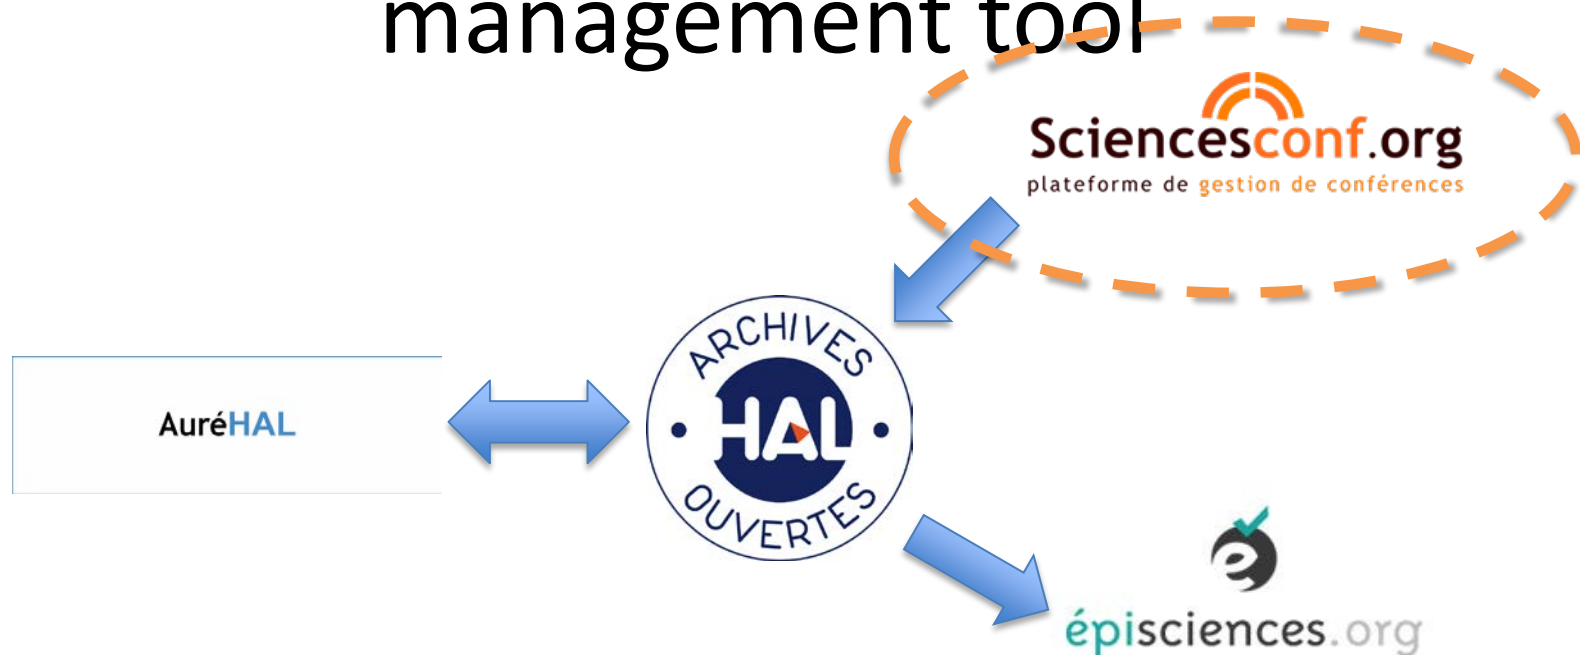 management tool
Sciencesconf.org
plateforme de gestion de conférences
ARCHIVES
HAL
OUVERTES
AuréHAL
épisciences.org